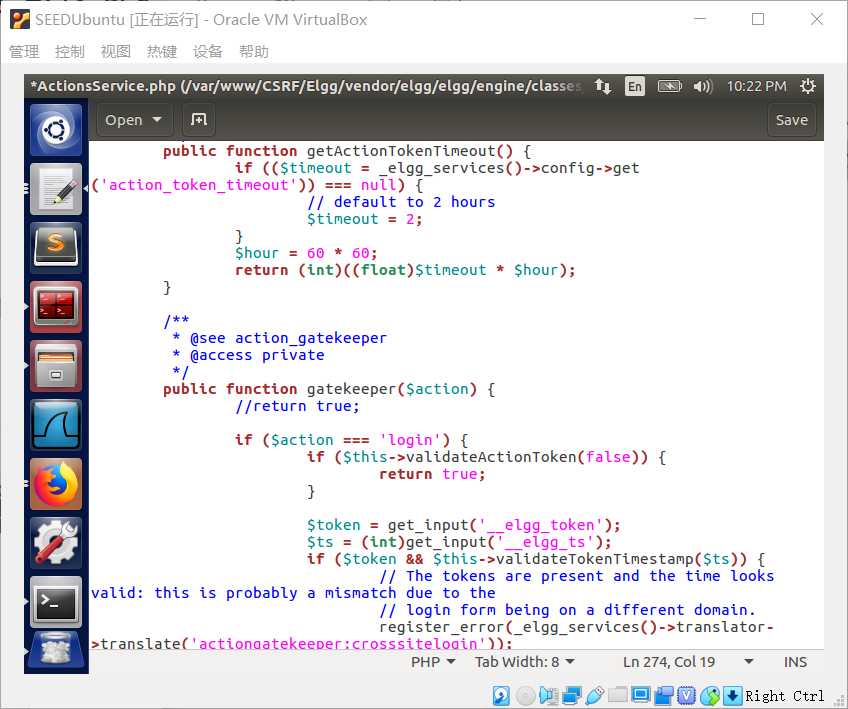 SEEDUbuntu [正在运行] - Oracle VM VirtualBox
管理 控制 视图 热键 设备 帮助
*ActionsService.php (/var/www/CSRF/Elgg/vendor/elgg/elgg/engine/classes En 10:22 PM
Open Save
public function getActionTokenTimeout() {
if (($timeout = _elgg_services()->config->get
('action_token_timeout')) === null) {
// default to 2 hours
$timeout = 2;
}
$hour = 60 * 60;
return (int)((float)$timeout * $hour);
}
/**
* @see action_gatekeeper
* @access private
*/
public function gatekeeper($action) {
//return true;
if ($action === 'login') {
if ($this->validateActionToken(false)) {
return true;
}
$token = get_input('__elgg_token');
$ts = (int)get_input('__elgg_ts');
if ($token && $this->validateTokenTimestamp($ts)) {
// The tokens are present and the time looks
valid: this is probably a mismatch due to the
// login form being on a different domain.
register_error(_elgg_services()->translator-
>translate('actiongatekeeper:crosssitelogin'));
PHP Tab Width: 8 Ln 274, Col 19 INS
Right Ctrl